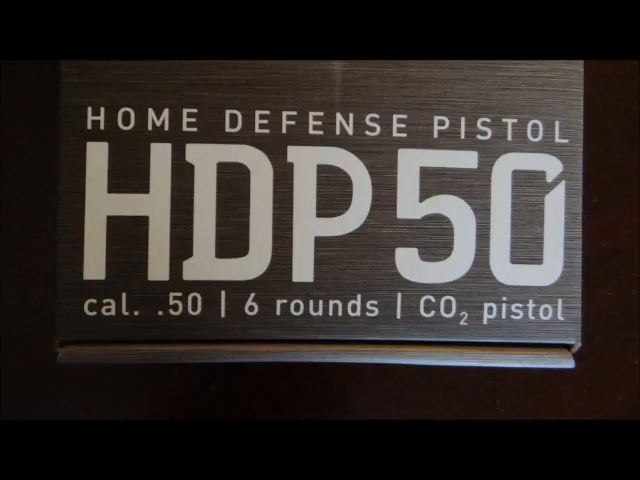 HOME DEFENSE PISTOL
HDP 50
cal. .50 | 6 rounds | CO₂ pistol